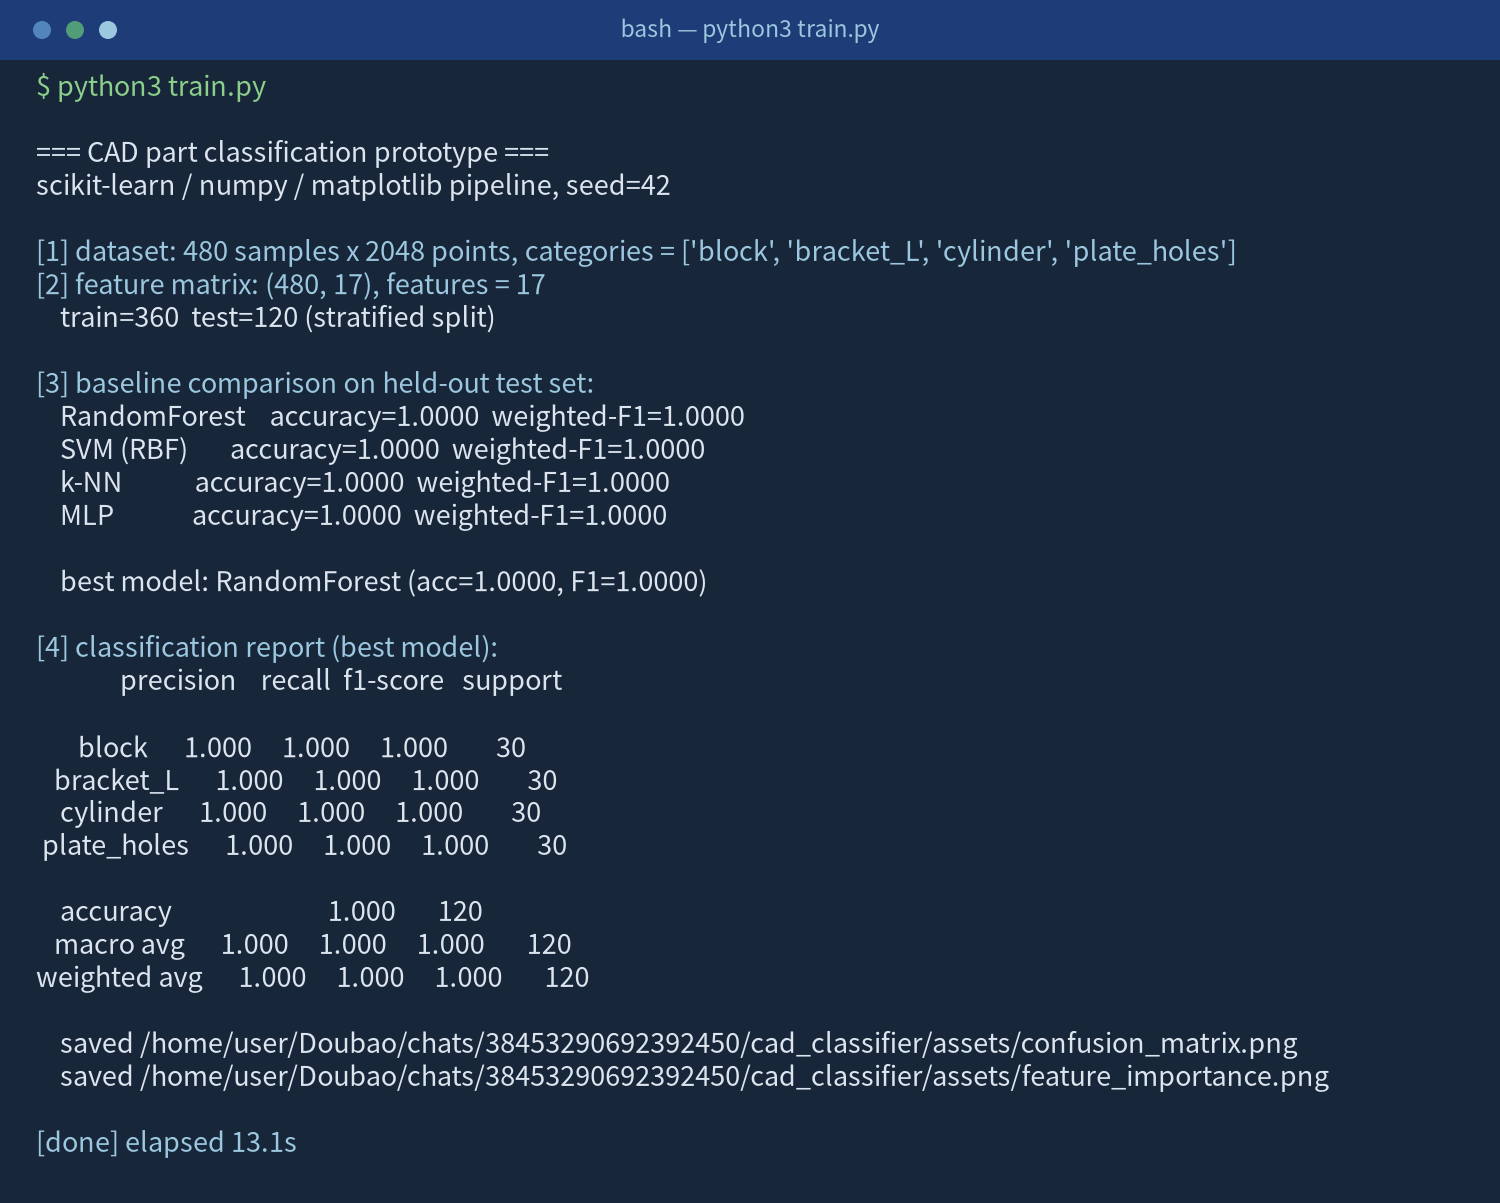 bash — python3 train.py
$ python3 train.py
=== CAD part classification prototype ===
scikit-learn / numpy / matplotlib pipeline, seed=42
[1] dataset: 480 samples x 2048 points, categories = ['block', 'bracket_L', 'cylinder', 'plate_holes']
[2] feature matrix: (480, 17), features = 17
train=360 test=120 (stratified split)
[3] baseline comparison on held-out test set:
RandomForest accuracy=1.0000 weighted-F1=1.0000
SVM (RBF) accuracy=1.0000 weighted-F1=1.0000
k-NN accuracy=1.0000 weighted-F1=1.0000
MLP accuracy=1.0000 weighted-F1=1.0000
best model: RandomForest (acc=1.0000, F1=1.0000)
[4] classification report (best model):
precision recall f1-score support
block 1.000 1.000 1.000 30
bracket_L 1.000 1.000 1.000 30
cylinder 1.000 1.000 1.000 30
plate_holes 1.000 1.000 1.000 30
accuracy 1.000 120
macro avg 1.000 1.000 1.000 120
weighted avg 1.000 1.000 1.000 120
saved /home/user/Doubao/chats/38453290692392450/cad_classifier/assets/confusion_matrix.png
saved /home/user/Doubao/chats/38453290692392450/cad_classifier/assets/feature_importance.png
[done] elapsed 13.1s